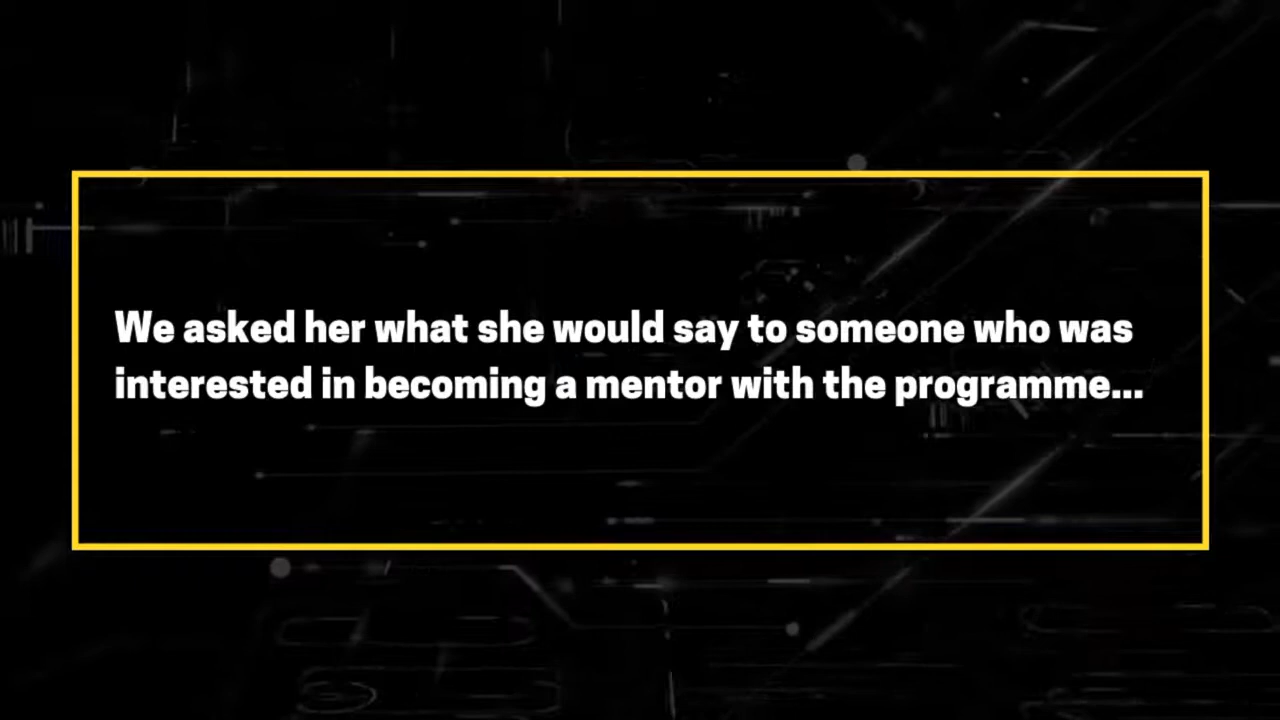 We asked her what she would say to someone who was
interested in becoming a mentor with the programme...